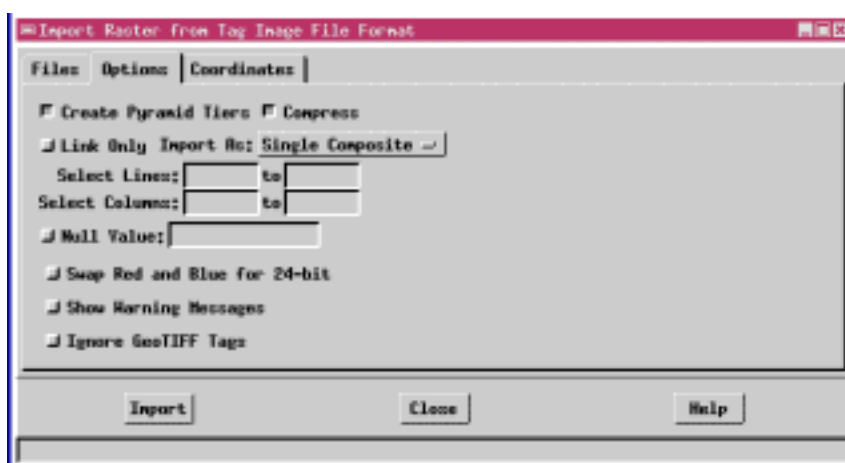 Import Raster from Tag Image File Format
Files Options Coordinates
Create Pyramid Tiers Compress
Link Only Import As: Single Composite
Select Lines: to
Select Columns: to
Null Value:
Swap Red and Blue for 24-bit
Show Warning Messages
Ignore GeoTIFF Tags
Import Close Help